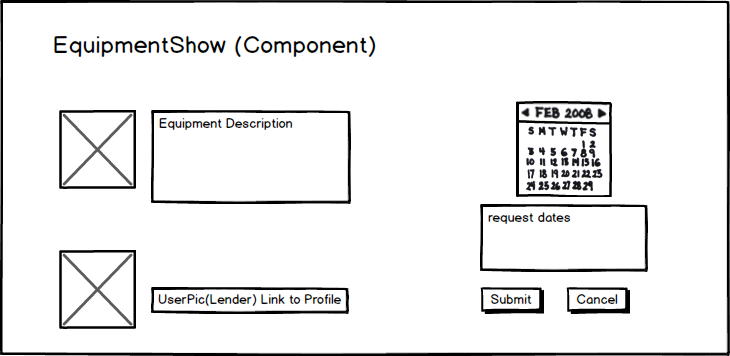 EquipmentShow (Component)
Equipment Description
UserPic(Lender) Link to Profile
◀ FEB 2008 ▶
S M T W T F S
1 2
3 4 5 6 7 8 9
10 11 12 13 14 15 16
17 18 19 20 21 22 23
24 25 26 27 28 29
request dates
Submit Cancel